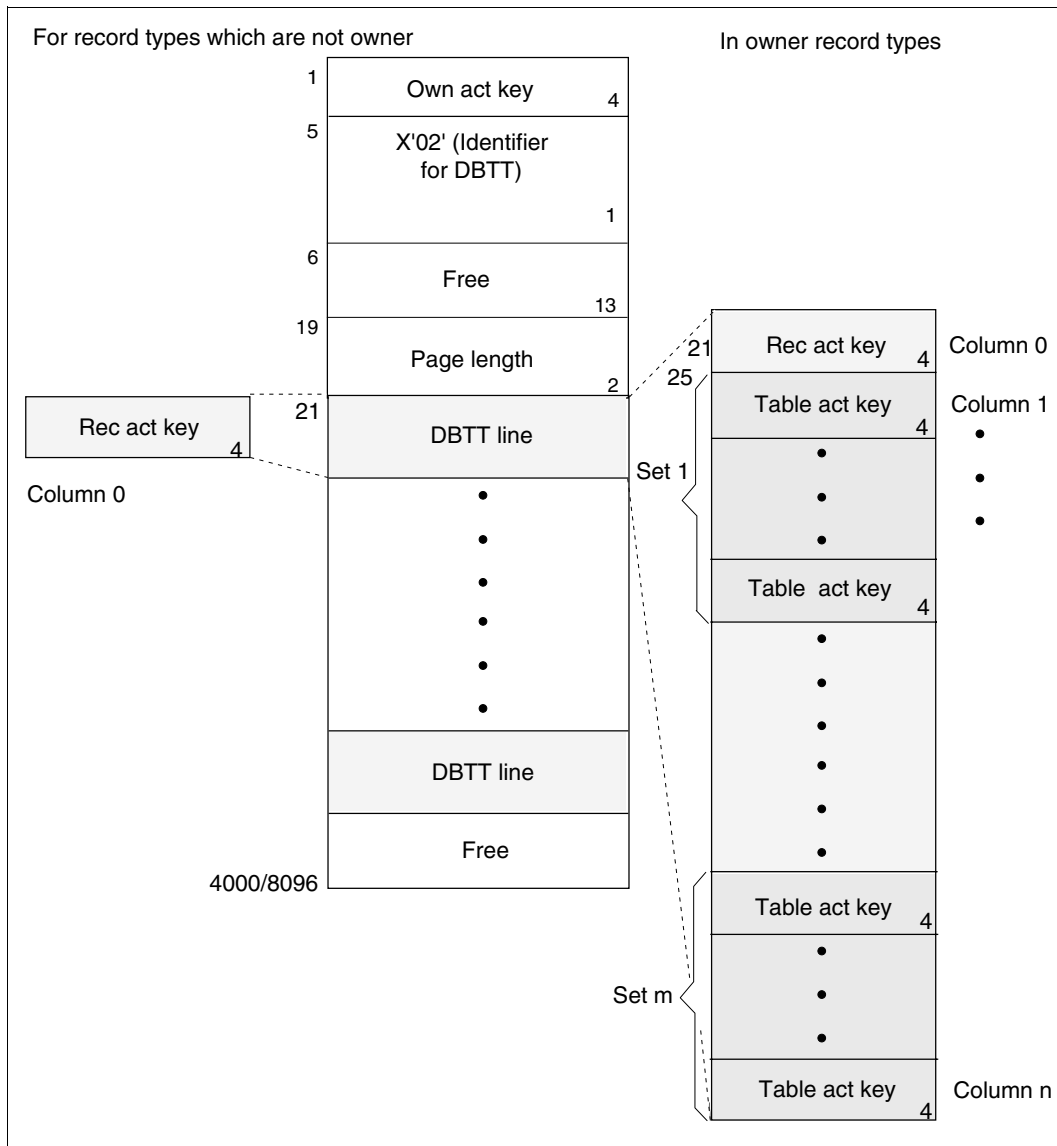 For record types which are not owner
In owner record types
1
Own act key
4
5
X'02' (Identifier
for DBTT)
1
6
Free
13
19
Page length
2
21
DBTT line
Rec act key
4
Column 0
DBTT line
Free
4000/8096
21
Rec act key
4
Column 0
25
Table act key
4
Column 1
Set 1
Table act key
4
Table act key
4
Set m
Table act key
4
Column n